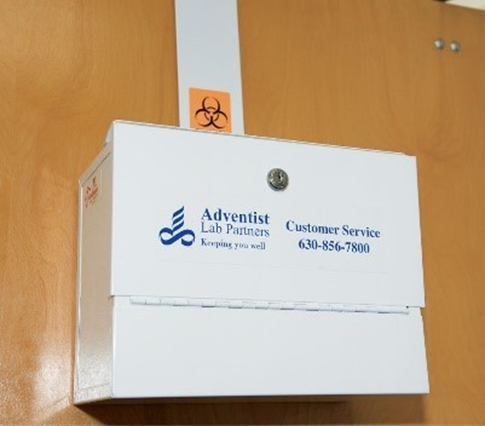 Adventist
Lab Partners
Keeping you well
Customer Service
630-856-7800